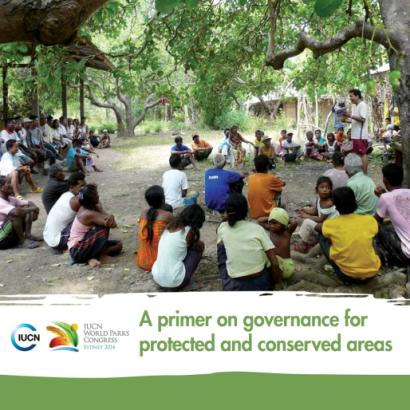 IUCN
IUCN
WORLD PARKS
CONGRESS
SYDNEY 2014
A primer on governance for
protected and conserved areas